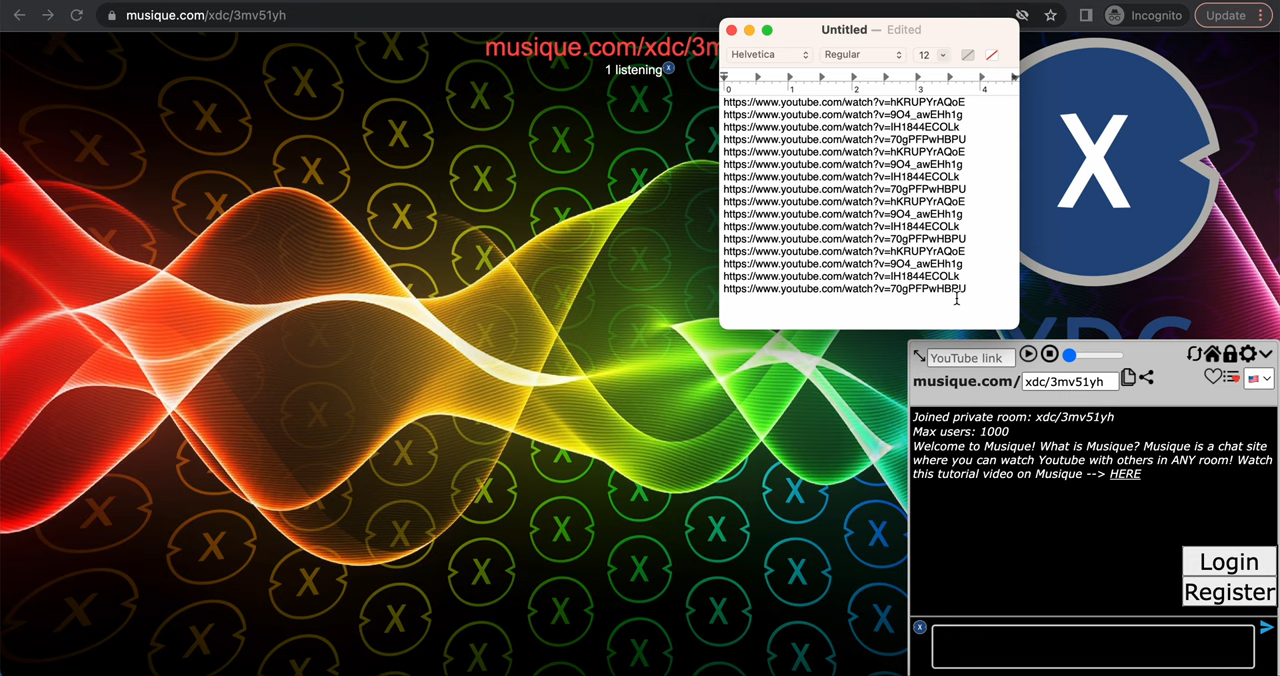 musique.com/xdc/3mv51yh
Incognito
Update
musique.com/xdc/3m
1 listening
Untitled — Edited
Helvetica
Regular
12
0 1 2 3 4
https://www.youtube.com/watch?v=hKRUPYrAQoE
https://www.youtube.com/watch?v=9O4_awEHh1g
https://www.youtube.com/watch?v=IH1844ECOLk
https://www.youtube.com/watch?v=70gPFPwHBPU
https://www.youtube.com/watch?v=hKRUPYrAQoE
https://www.youtube.com/watch?v=9O4_awEHh1g
https://www.youtube.com/watch?v=IH1844ECOLk
https://www.youtube.com/watch?v=70gPFPwHBPU
https://www.youtube.com/watch?v=hKRUPYrAQoE
https://www.youtube.com/watch?v=9O4_awEHh1g
https://www.youtube.com/watch?v=IH1844ECOLk
https://www.youtube.com/watch?v=70gPFPwHBPU
https://www.youtube.com/watch?v=hKRUPYrAQoE
https://www.youtube.com/watch?v=9O4_awEHh1g
https://www.youtube.com/watch?v=IH1844ECOLk
https://www.youtube.com/watch?v=70gPFPwHBPU
X
XDC
YouTube link
musique.com/ xdc/3mv51yh
Joined private room: xdc/3mv51yh
Max users: 1000
Welcome to Musique! What is Musique? Musique is a chat site
where you can watch Youtube with others in ANY room! Watch
this tutorial video on Musique --> HERE
Login
Register